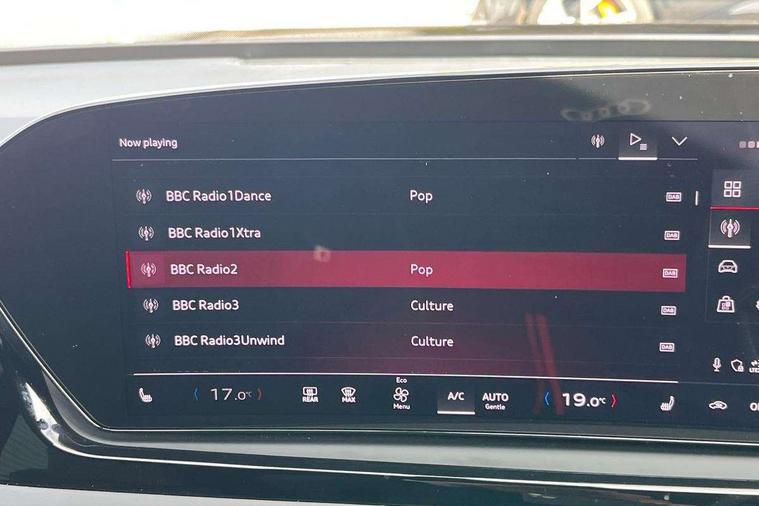 Now playing
BBC Radio1Dance Pop DAB
BBC Radio1Xtra DAB
BBC Radio2 Pop DAB
BBC Radio3 Culture DAB
BBC Radio3Unwind Culture DAB
17.0°C REAR MAX Eco Menu A/C AUTO Gentle 19.0°C
LTE